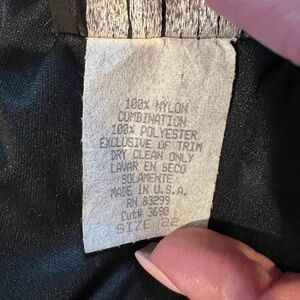 100% NYLON
COMBINATION
100% POLYESTER
EXCLUSIVE OF TRIM
DRY CLEAN ONLY
LAVAR EN SECO
SOLAMENTE
MADE IN U.S.A.
RN 83299
Cut# 3690
SIZE 22